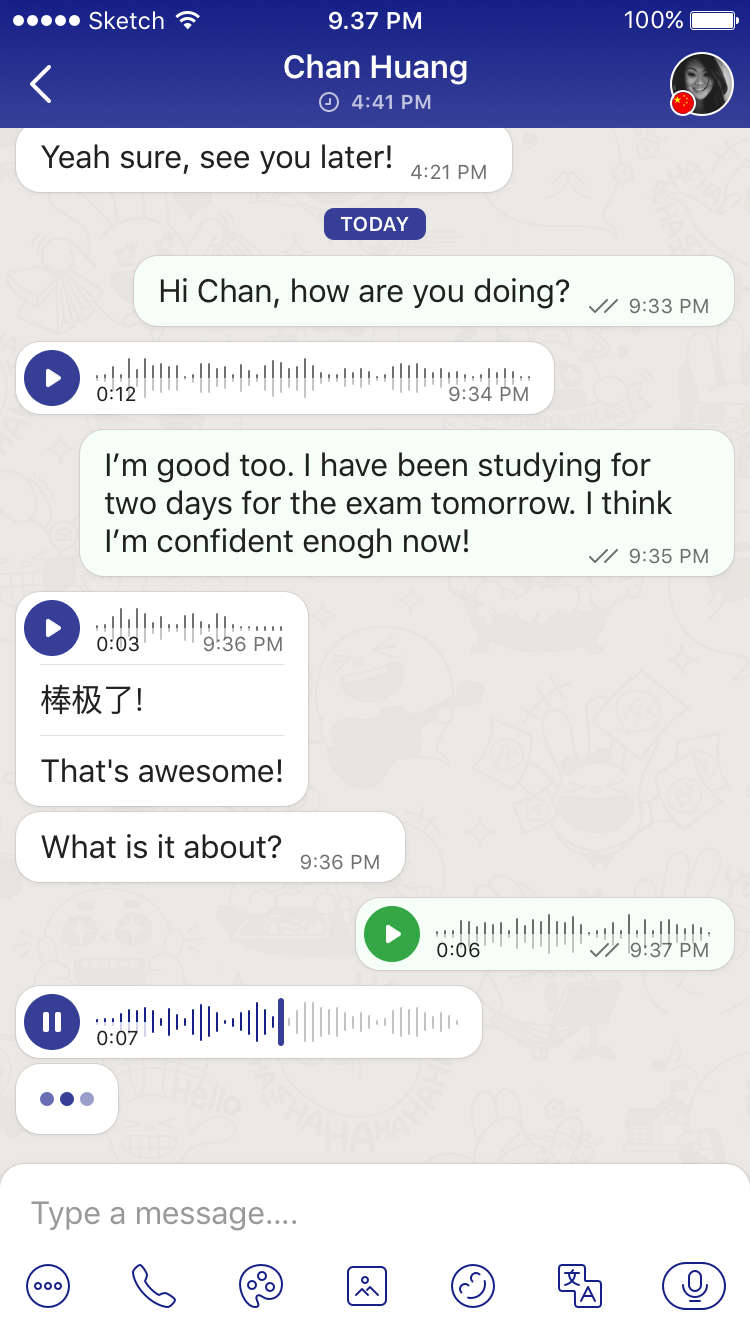 Sketch 9.37 PM 100%
Chan Huang
4:41 PM
Yeah sure, see you later! 4:21 PM
TODAY
Hi Chan, how are you doing? 9:33 PM
0:12 9:34 PM
I’m good too. I have been studying for
two days for the exam tomorrow. I think
I’m confident enogh now! 9:35 PM
0:03 9:36 PM
棒极了!
That's awesome!
What is it about? 9:36 PM
0:06 9:37 PM
0:07
Hello
HAHAHAHAHAHA
Type a message....
文
A